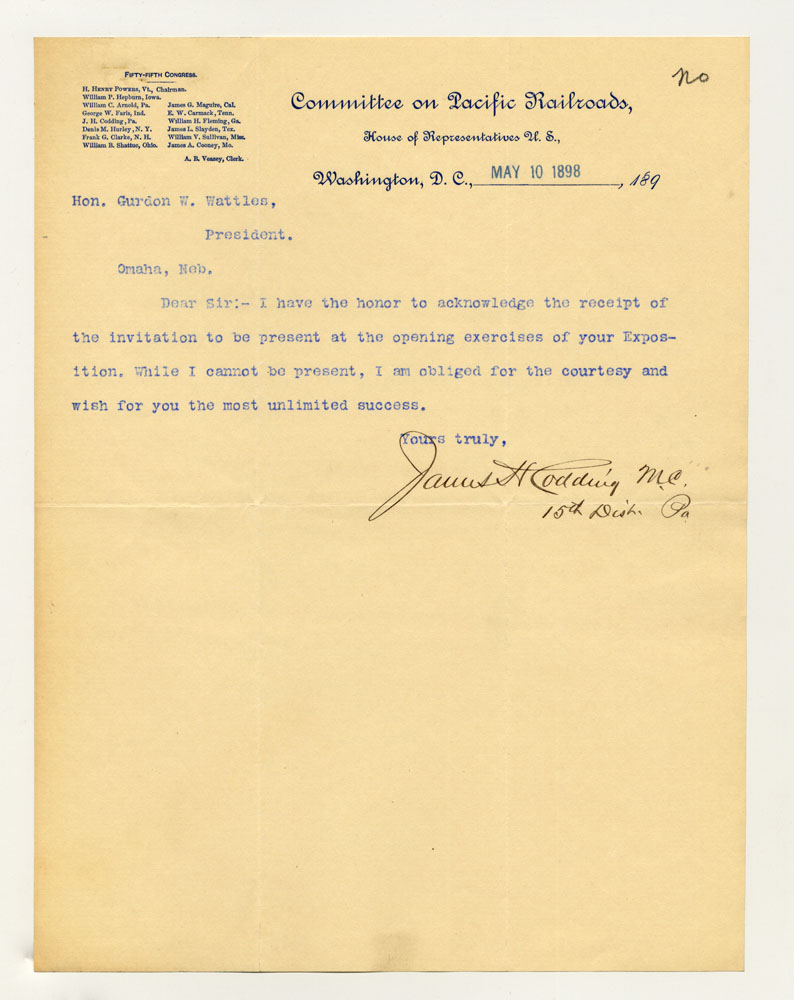 Fifty-fifth Congress.
H. Henry Powers, Vt., Chairman.
William P. Hepburn, Iowa.
William C. Arnold, Pa.
George W. Faris, Ind.
J. H. Codding, Pa.
Denis M. Hurley, N. Y.
Frank G. Clarke, N. H.
William B. Shattuc, Ohio.
James G. Maguire, Cal.
E. W. Carmack, Tenn.
William H. Fleming, Ga.
James L. Slayden, Tex.
William V. Sullivan, Miss.
James A. Cooney, Mo.
A. B. Veazey, Clerk.
no
Committee on Pacific Railroads,
House of Representatives U. S.,
Washington, D. C., MAY 10 1898, 189
Hon. Gurdon W. Wattles,
President.
Omaha, Neb.
Dear Sir:- I have the honor to acknowledge the receipt of
the invitation to be present at the opening exercises of your Expos-
ition. While I cannot be present, I am obliged for the courtesy and
wish for you the most unlimited success.
Yours truly,
James H Codding M.C.
15th Dist. Pa